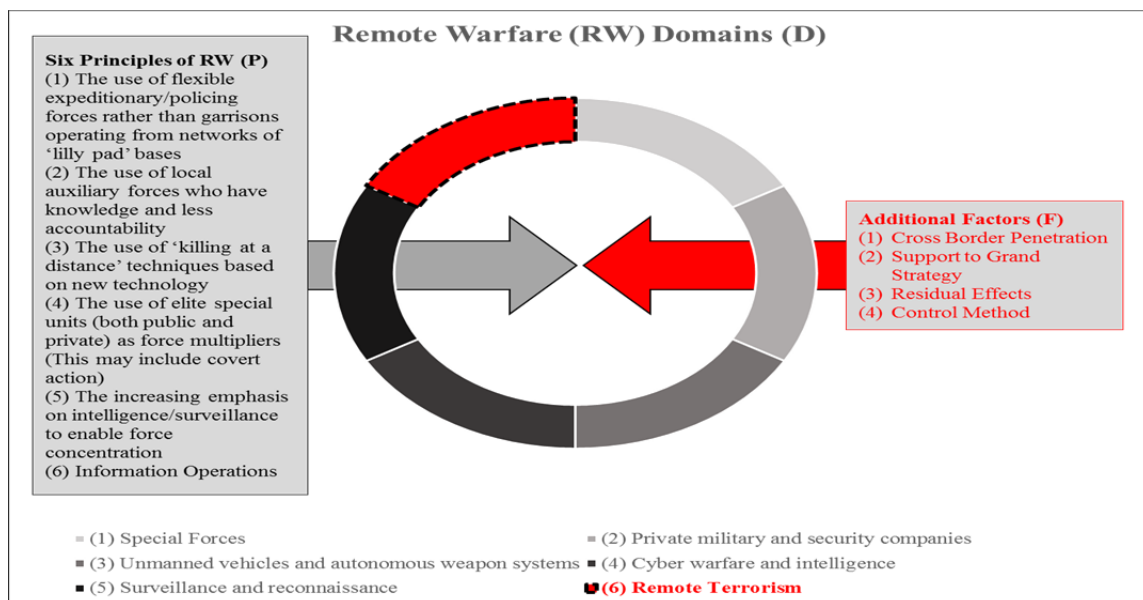 Remote Warfare (RW) Domains (D)
Six Principles of RW (P)
(1) The use of flexible
expeditionary/policing
forces rather than garrisons
operating from networks of
‘lilly pad’ bases
(2) The use of local
auxiliary forces who have
knowledge and less
accountability
(3) The use of ‘killing at a
distance’ techniques based
on new technology
(4) The use of elite special
units (both public and
private) as force multipliers
(This may include covert
action)
(5) The increasing emphasis
on intelligence/surveillance
to enable force
concentration
(6) Information Operations
Additional Factors (F)
(1) Cross Border Penetration
(2) Support to Grand
Strategy
(3) Residual Effects
(4) Control Method
(1) Special Forces
(2) Private military and security companies
(3) Unmanned vehicles and autonomous weapon systems
(4) Cyber warfare and intelligence
(5) Surveillance and reconnaissance
(6) Remote Terrorism